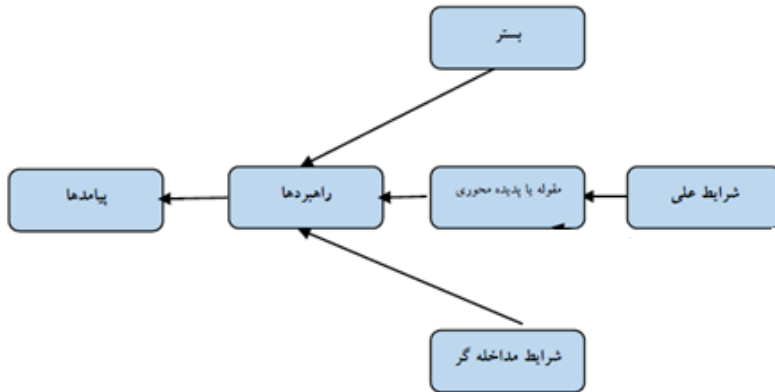 بستر
شرایط علی
مقوله یا پدیده محوری
راهبردها
پیامدها
شرایط مداخله گر